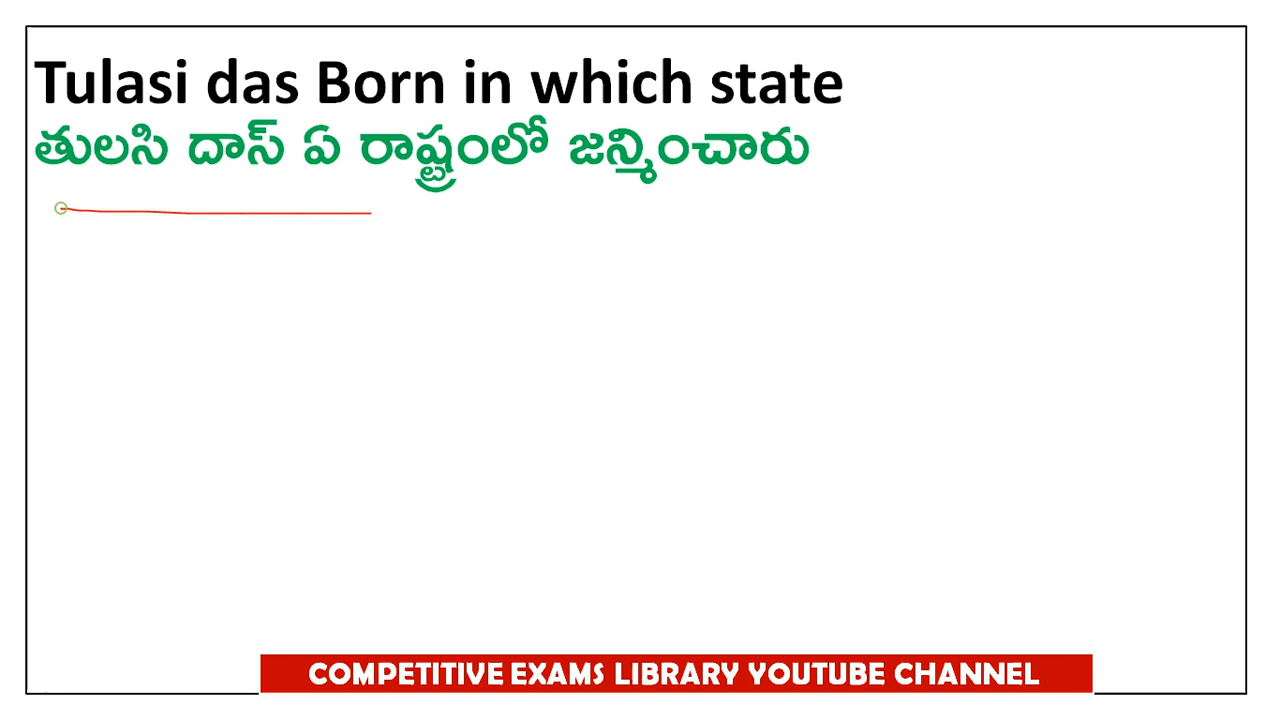 Tulasi das Born in which state
తులసి దాస్ ఏ రాష్ట్రంలో జన్మించారు
COMPETITIVE EXAMS LIBRARY YOUTUBE CHANNEL